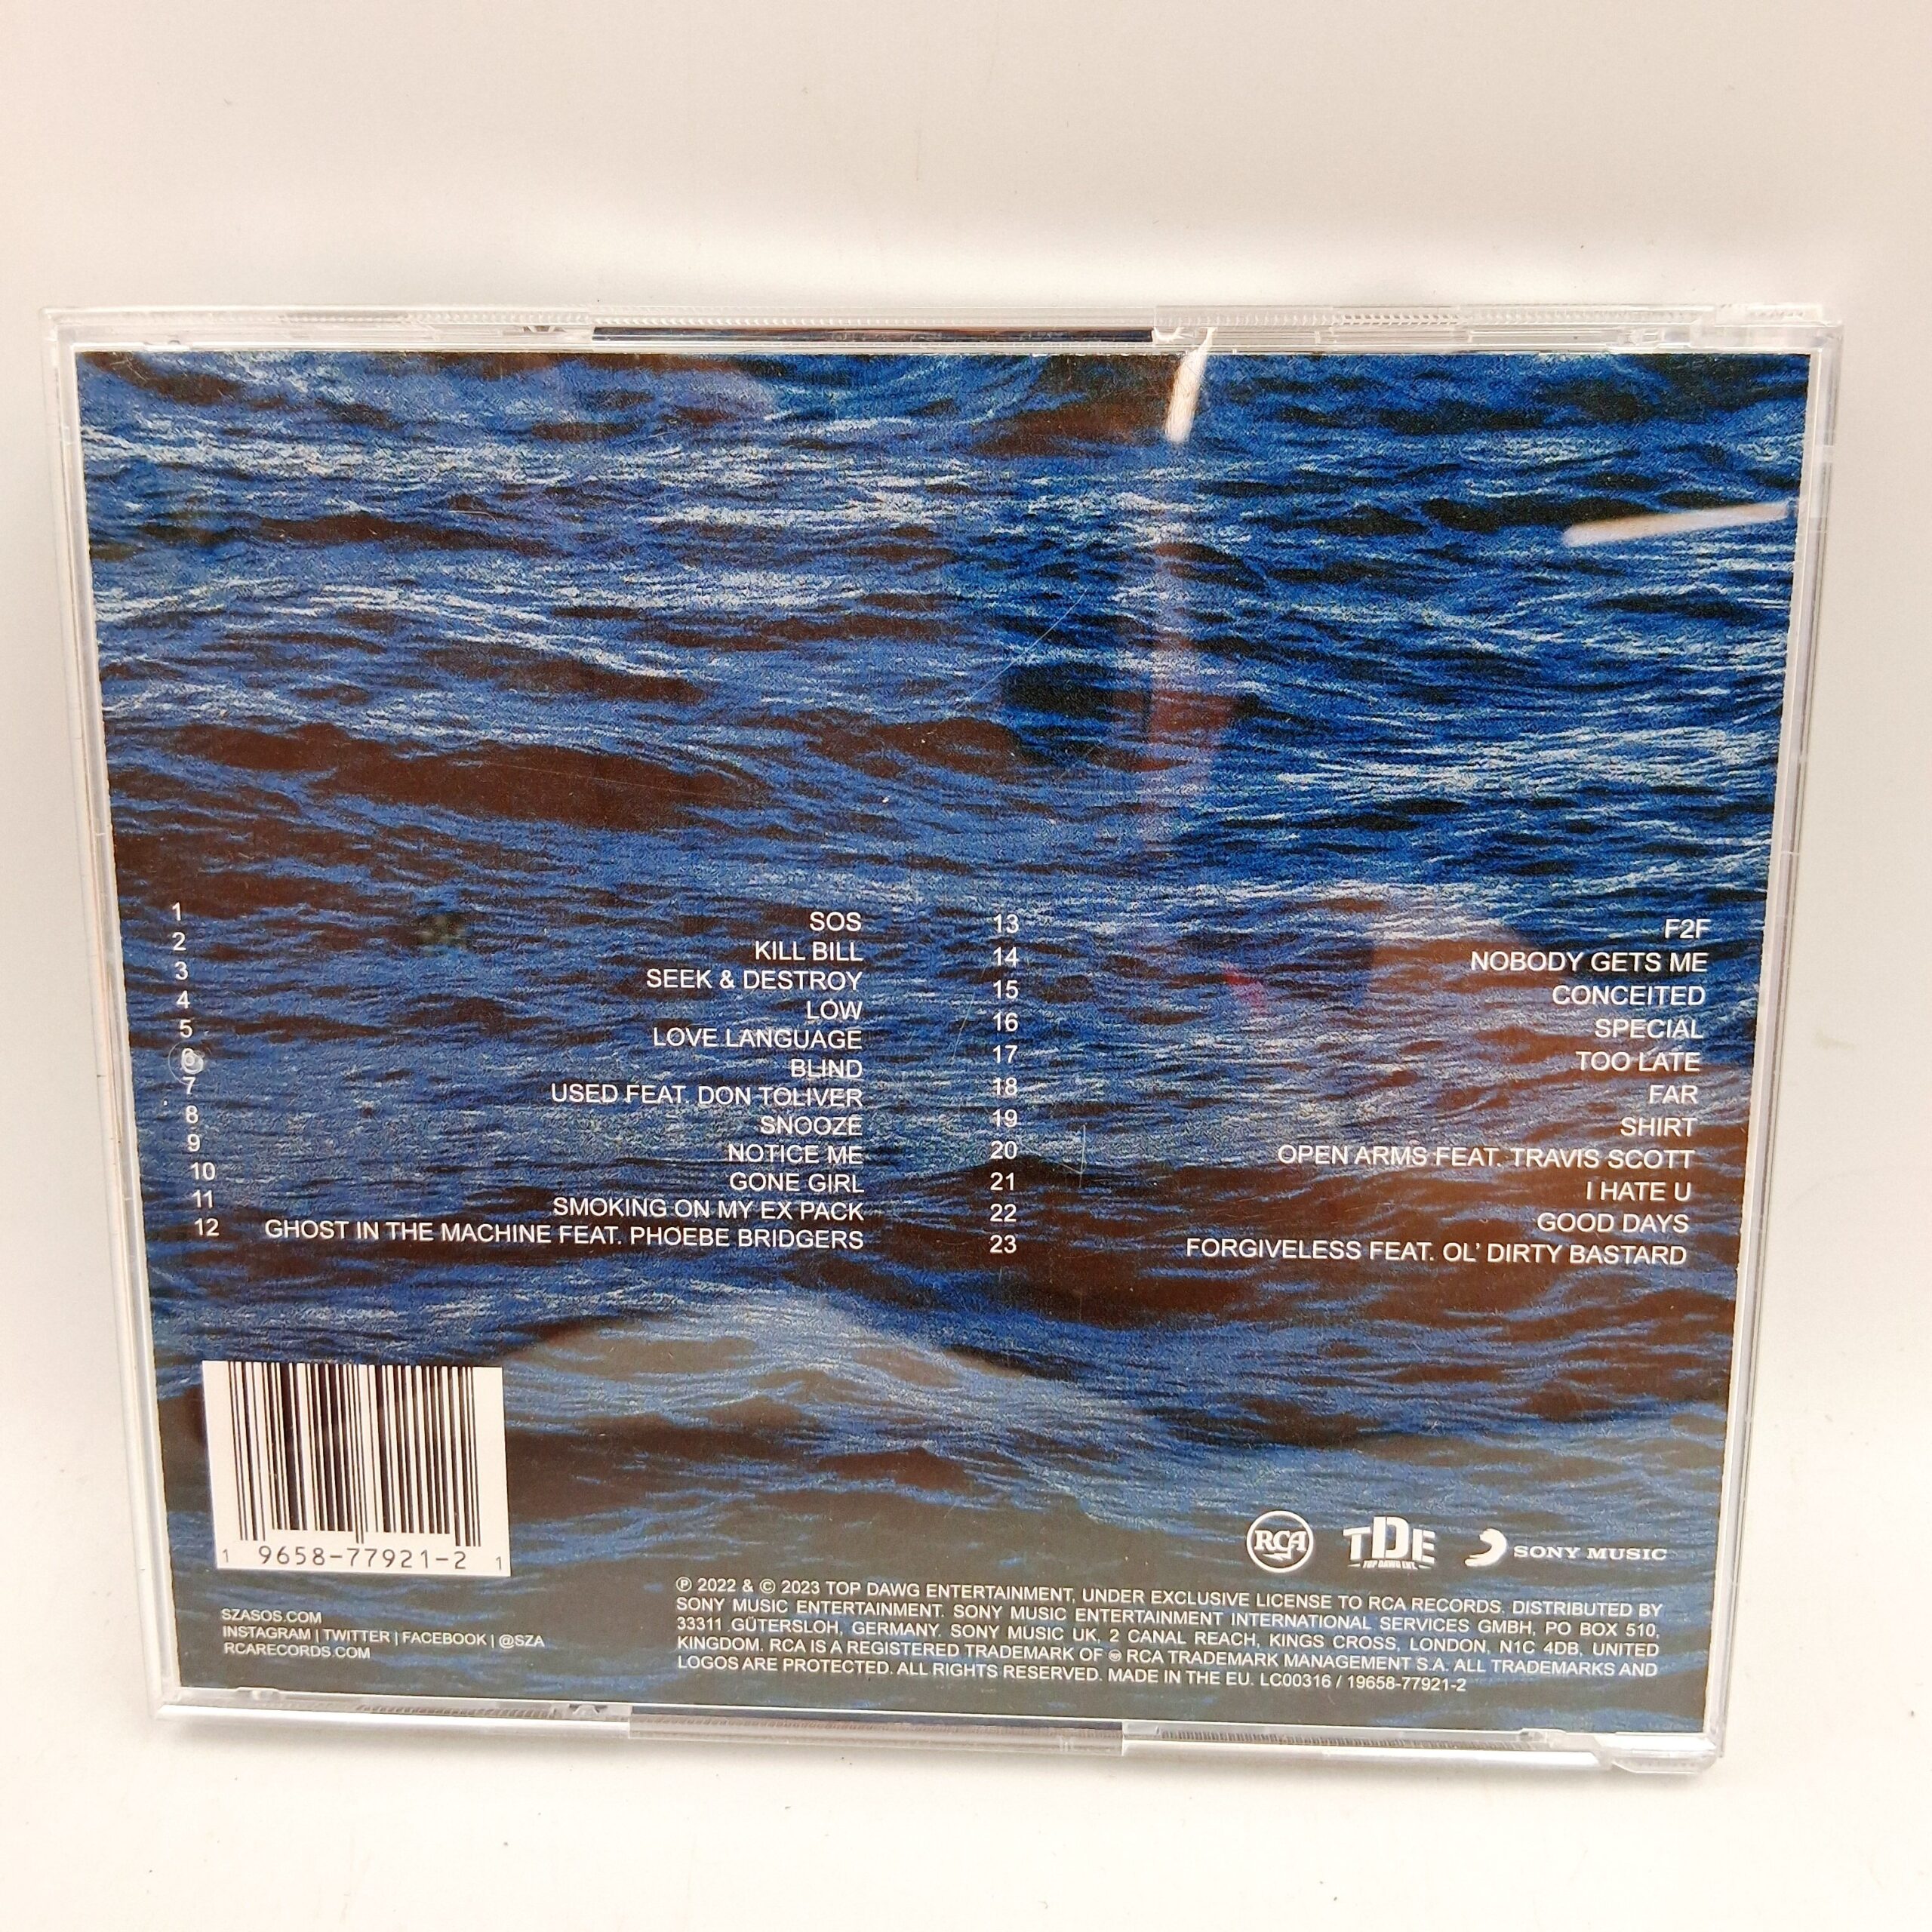 1 SOS
2 KILL BILL
3 SEEK & DESTROY
4 LOW
5 LOVE LANGUAGE
6 BLIND
7 USED FEAT. DON TOLIVER
8 SNOOZE
9 NOTICE ME
10 GONE GIRL
11 SMOKING ON MY EX PACK
12 GHOST IN THE MACHINE FEAT. PHOEBE BRIDGERS
13 F2F
14 NOBODY GETS ME
15 CONCEITED
16 SPECIAL
17 TOO LATE
18 FAR
19 SHIRT
20 OPEN ARMS FEAT. TRAVIS SCOTT
21 I HATE U
22 GOOD DAYS
23 FORGIVELESS FEAT. OL' DIRTY BASTARD
1 9658-77921-2 1
SZASOS.COM
INSTAGRAM | TWITTER | FACEBOOK | @SZA
RCARECORDS.COM
RCA
TDE
TOP DAWG ENT.
SONY MUSIC
℗ 2022 & © 2023 TOP DAWG ENTERTAINMENT, UNDER EXCLUSIVE LICENSE TO RCA RECORDS. DISTRIBUTED BY
SONY MUSIC ENTERTAINMENT. SONY MUSIC ENTERTAINMENT INTERNATIONAL SERVICES GMBH, PO BOX 510,
33311 GÜTERSLOH, GERMANY. SONY MUSIC UK, 2 CANAL REACH, KINGS CROSS, LONDON, N1C 4DB, UNITED
KINGDOM. RCA IS A REGISTERED TRADEMARK OF RCA TRADEMARK MANAGEMENT S.A. ALL TRADEMARKS AND
LOGOS ARE PROTECTED. ALL RIGHTS RESERVED. MADE IN THE EU. LC00316 / 19658-77921-2